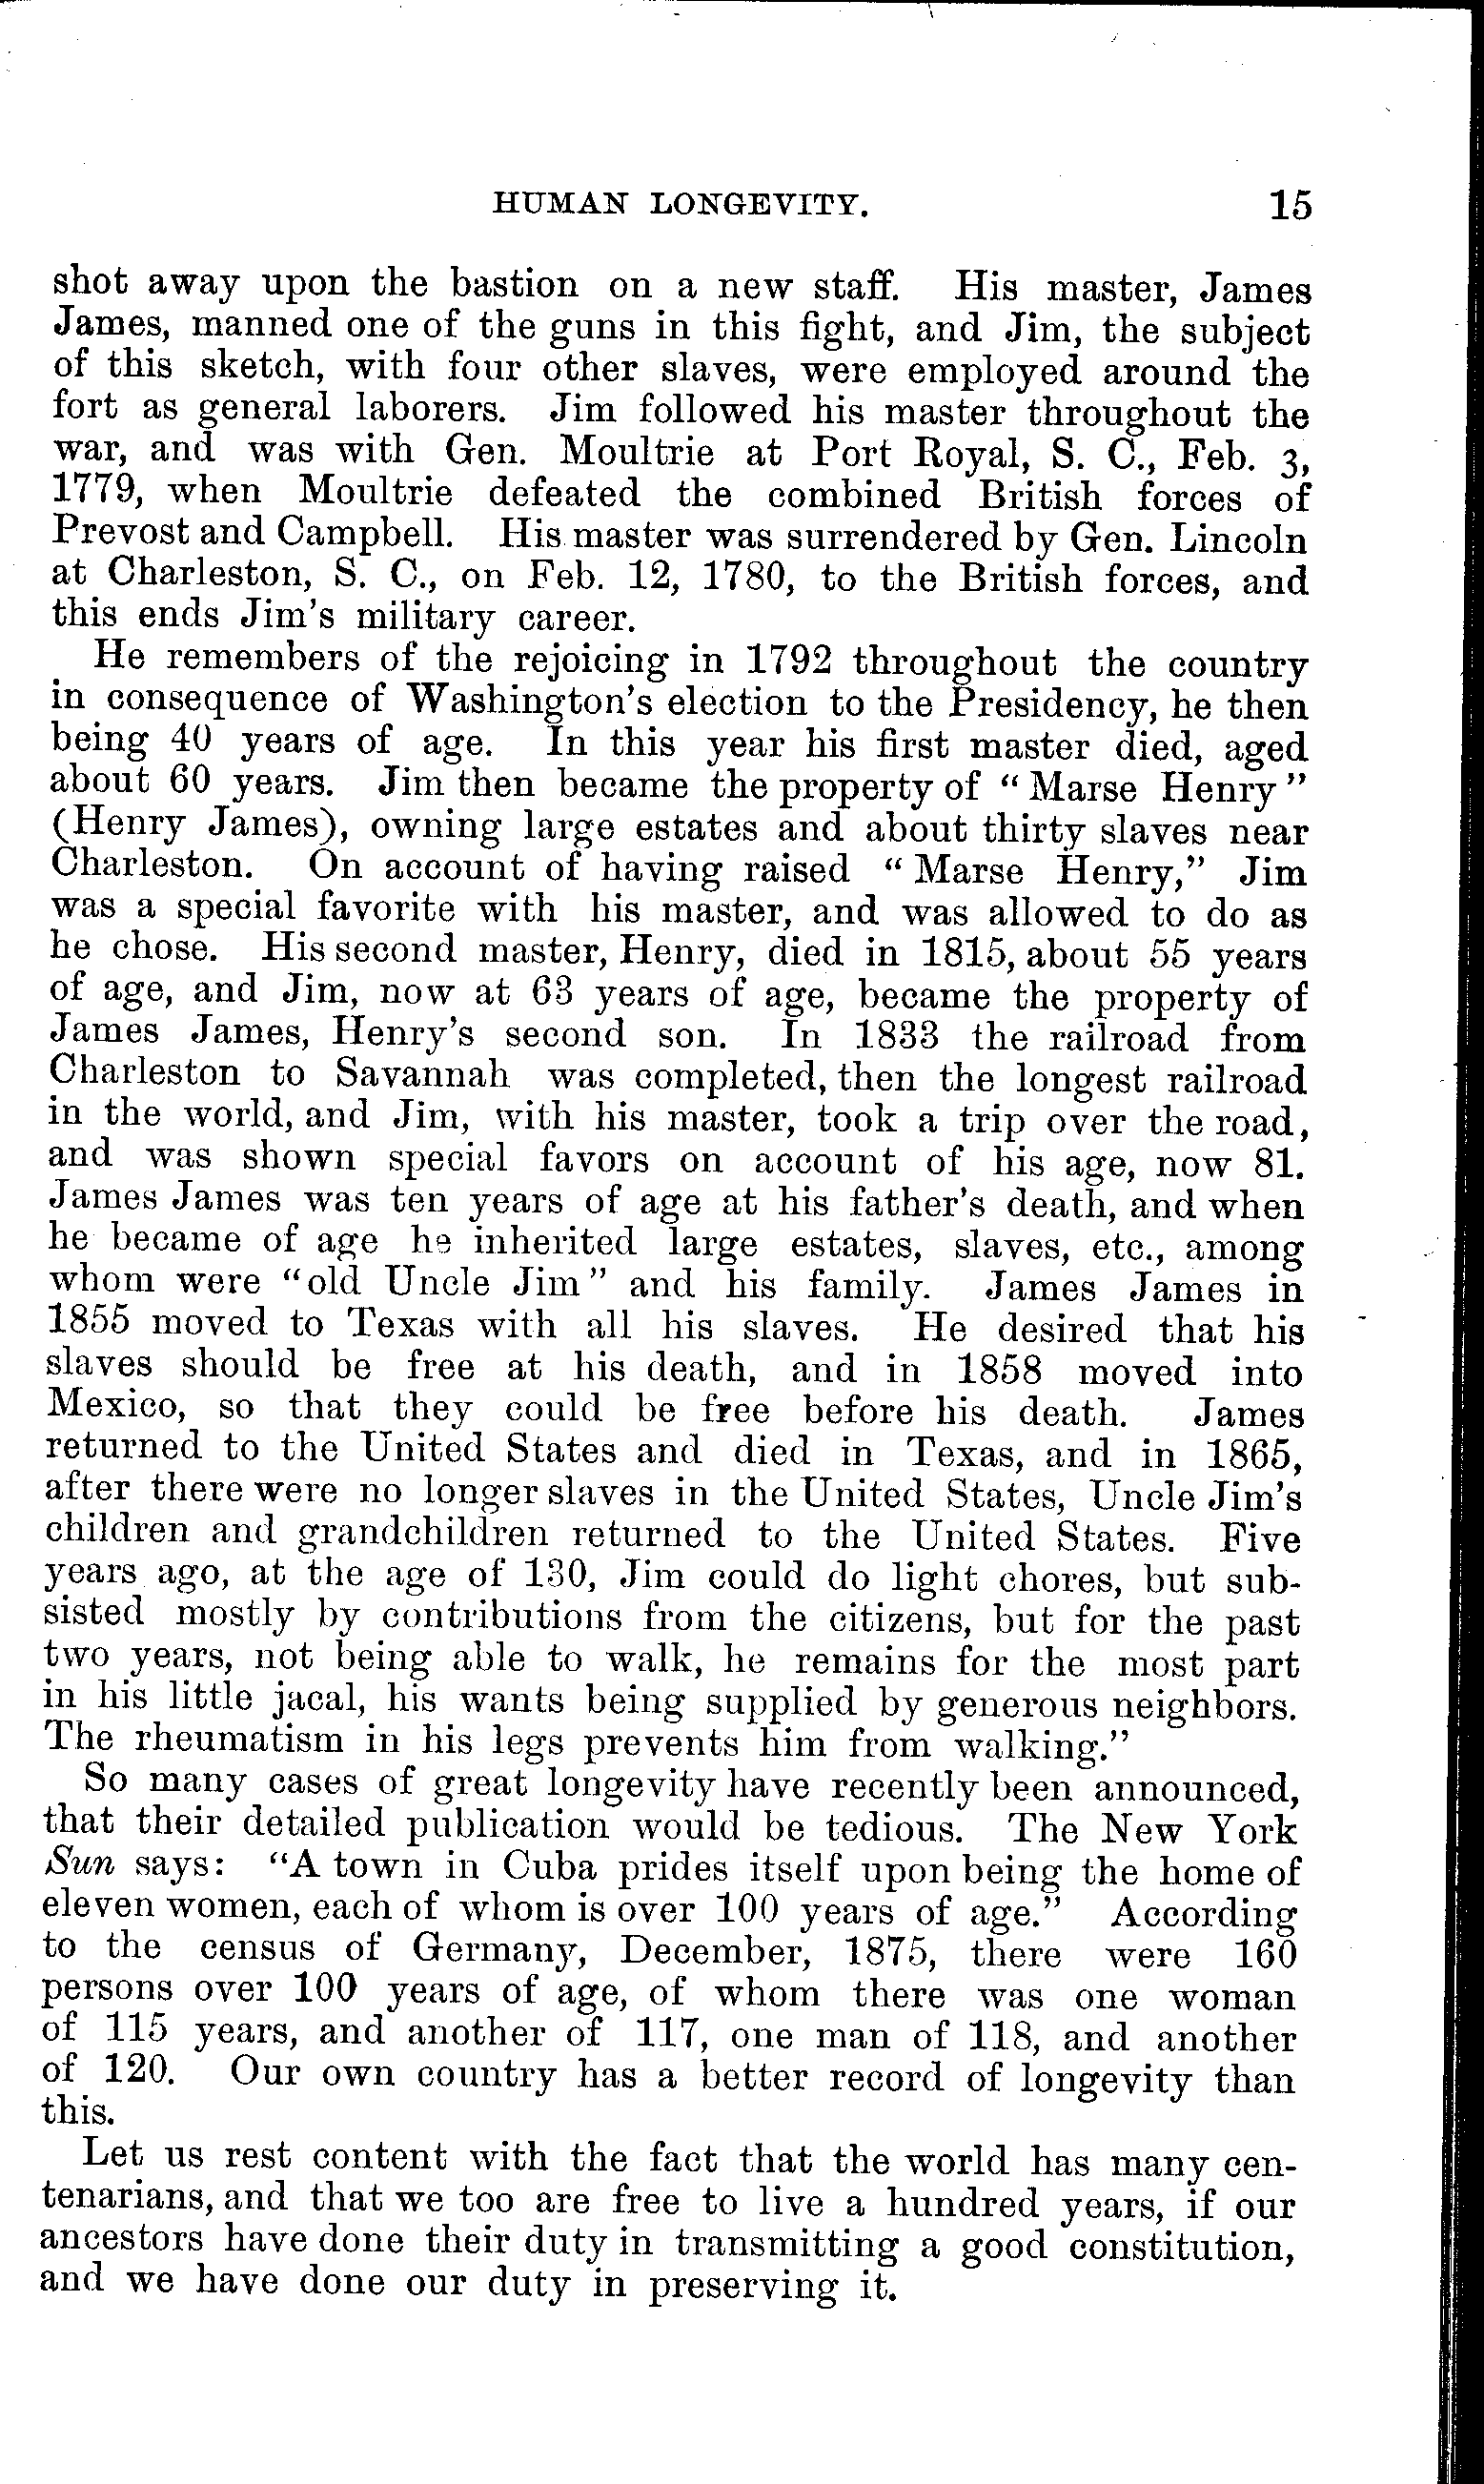 HUMAN LONGEVITY. 15
shot away upon the bastion on a new staff. His master, James
James, manned one of the guns in this fight, and Jim, the subject
of this sketch, with four other slaves, were employed around the
fort as general laborers. Jim followed his master throughout the
war, and was with Gen. Moultrie at Port Royal, S. C., Feb. 3,
1779, when Moultrie defeated the combined British forces of
Prevost and Campbell. His master was surrendered by Gen. Lincoln
at Charleston, S. C., on Feb. 12, 1780, to the British forces, and
this ends Jim's military career.
He remembers of the rejoicing in 1792 throughout the country
in consequence of Washington's election to the Presidency, he then
being 40 years of age. In this year his first master died, aged
about 60 years. Jim then became the property of "Marse Henry"
(Henry James), owning large estates and about thirty slaves near
Charleston. On account of having raised "Marse Henry," Jim
was a special favorite with his master, and was allowed to do as
he chose. His second master, Henry, died in 1815, about 55 years
of age, and Jim, now at 63 years of age, became the property of
James James, Henry's second son. In 1833 the railroad from
Charleston to Savannah was completed, then the longest railroad
in the world, and Jim, with his master, took a trip over the road,
and was shown special favors on account of his age, now 81.
James James was ten years of age at his father's death, and when
he became of age he inherited large estates, slaves, etc., among
whom were "old Uncle Jim" and his family. James James in
1855 moved to Texas with all his slaves. He desired that his
slaves should be free at his death, and in 1858 moved into
Mexico, so that they could be free before his death. James
returned to the United States and died in Texas, and in 1865,
after there were no longer slaves in the United States, Uncle Jim's
children and grandchildren returned to the United States. Five
years ago, at the age of 130, Jim could do light chores, but sub-
sisted mostly by contributions from the citizens, but for the past
two years, not being able to walk, he remains for the most part
in his little jacal, his wants being supplied by generous neighbors.
The rheumatism in his legs prevents him from walking."
So many cases of great longevity have recently been announced,
that their detailed publication would be tedious. The New York
Sun says: "A town in Cuba prides itself upon being the home of
eleven women, each of whom is over 100 years of age." According
to the census of Germany, December, 1875, there were 160
persons over 100 years of age, of whom there was one woman
of 115 years, and another of 117, one man of 118, and another
of 120. Our own country has a better record of longevity than
this.
Let us rest content with the fact that the world has many cen-
tenarians, and that we too are free to live a hundred years, if our
ancestors have done their duty in transmitting a good constitution,
and we have done our duty in preserving it.